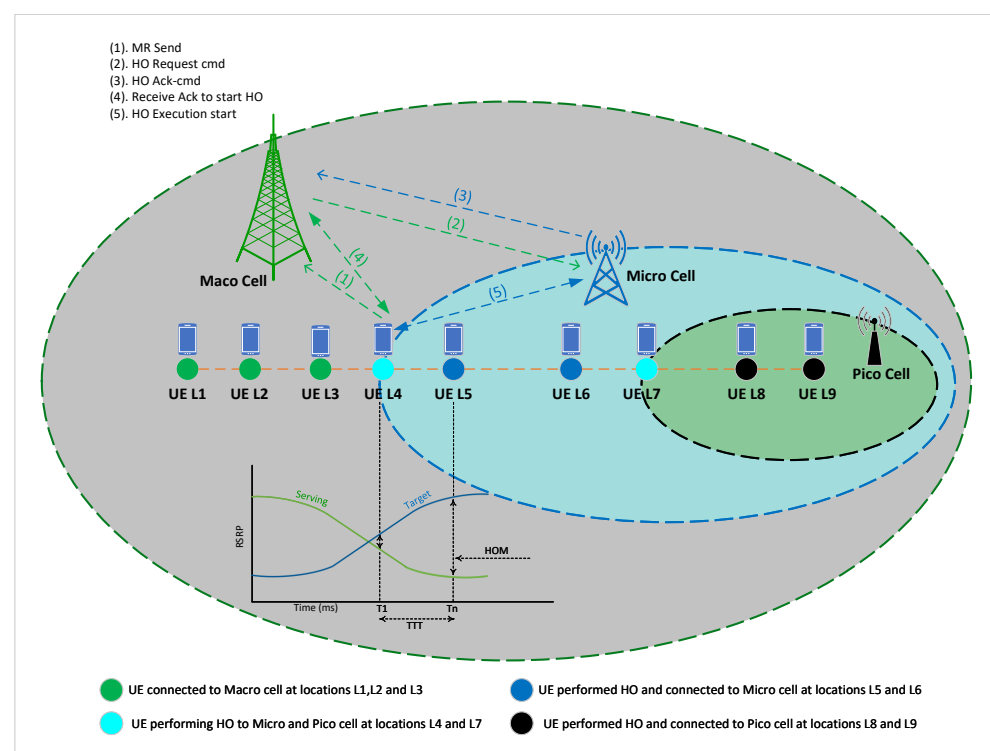 (1). MR Send
(2). HO Request cmd
(3). HO Ack-cmd
(4). Receive Ack to start HO
(5). HO Execution start
(3)
(2)
(4)
(1)
(5)
Maco Cell
Micro Cell
Pico Cell
UE L1
UE L2
UE L3
UE L4
UE L5
UE L6
UE L7
UE L8
UE L9
Serving
Target
RSRP
HOM
Time (ms)
T1
Tn
TTT
UE connected to Macro cell at locations L1,L2 and L3
UE performed HO and connected to Micro cell at locations L5 and L6
UE performing HO to Micro and Pico cell at locations L4 and L7
UE performed HO and connected to Pico cell at locations L8 and L9